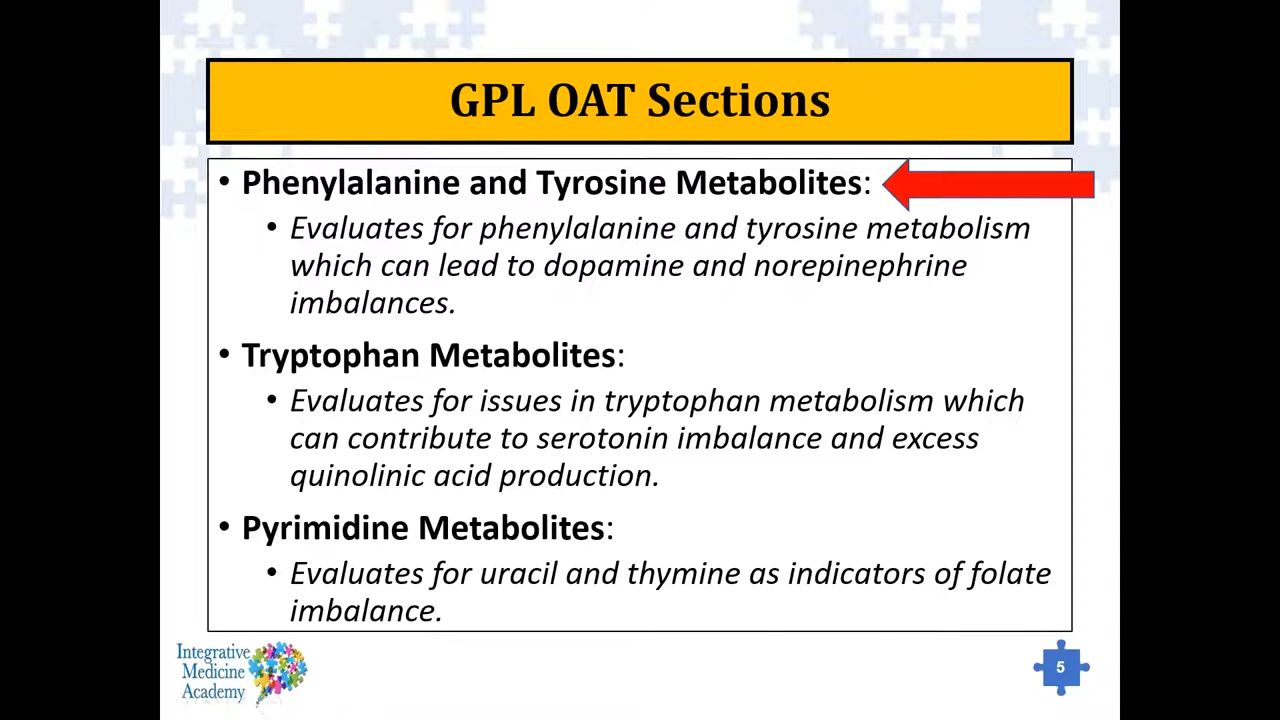 GPL OAT Sections
• Phenylalanine and Tyrosine Metabolites:
• Evaluates for phenylalanine and tyrosine metabolism
which can lead to dopamine and norepinephrine
imbalances.
• Tryptophan Metabolites:
• Evaluates for issues in tryptophan metabolism which
can contribute to serotonin imbalance and excess
quinolinic acid production.
• Pyrimidine Metabolites:
• Evaluates for uracil and thymine as indicators of folate
imbalance.
Integrative
Medicine
Academy
5